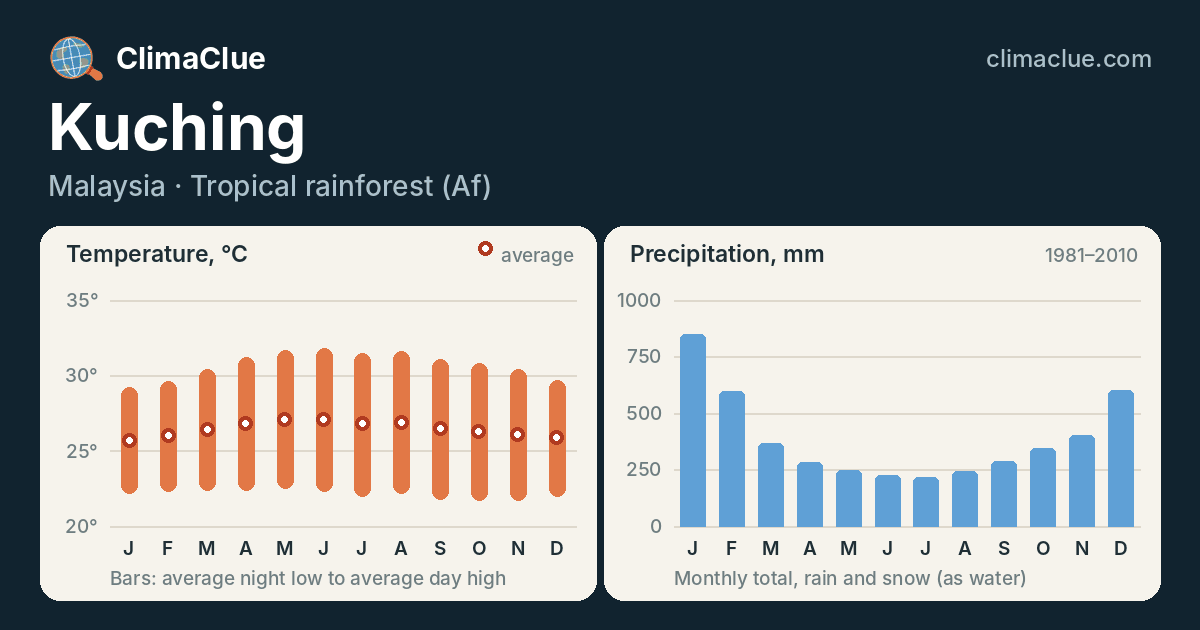 ClimaClue
climaclue.com
Kuching
Malaysia · Tropical rainforest (Af)
Temperature, °C
average
35°
30°
25°
20°
J F M A M J J A S O N D
Bars: average night low to average day high
Precipitation, mm
1981–2010
1000
750
500
250
0
J F M A M J J A S O N D
Monthly total, rain and snow (as water)